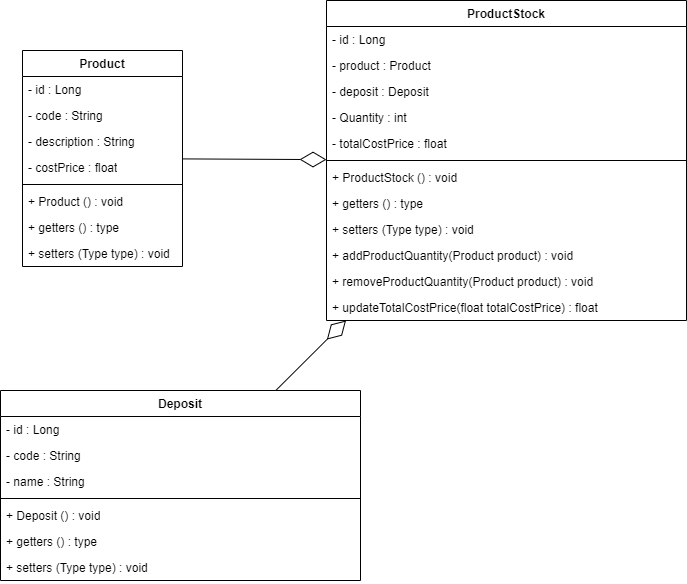 ProductStock
- id : Long
- product : Product
- deposit : Deposit
- Quantity : int
- totalCostPrice : float
+ ProductStock () : void
+ getters () : type
+ setters (Type type) : void
+ addProductQuantity(Product product) : void
+ removeProductQuantity(Product product) : void
+ updateTotalCostPrice(float totalCostPrice) : float
Product
- id : Long
- code : String
- description : String
- costPrice : float
+ Product () : void
+ getters () : type
+ setters (Type type) : void
Deposit
- id : Long
- code : String
- name : String
+ Deposit () : void
+ getters () : type
+ setters (Type type) : void